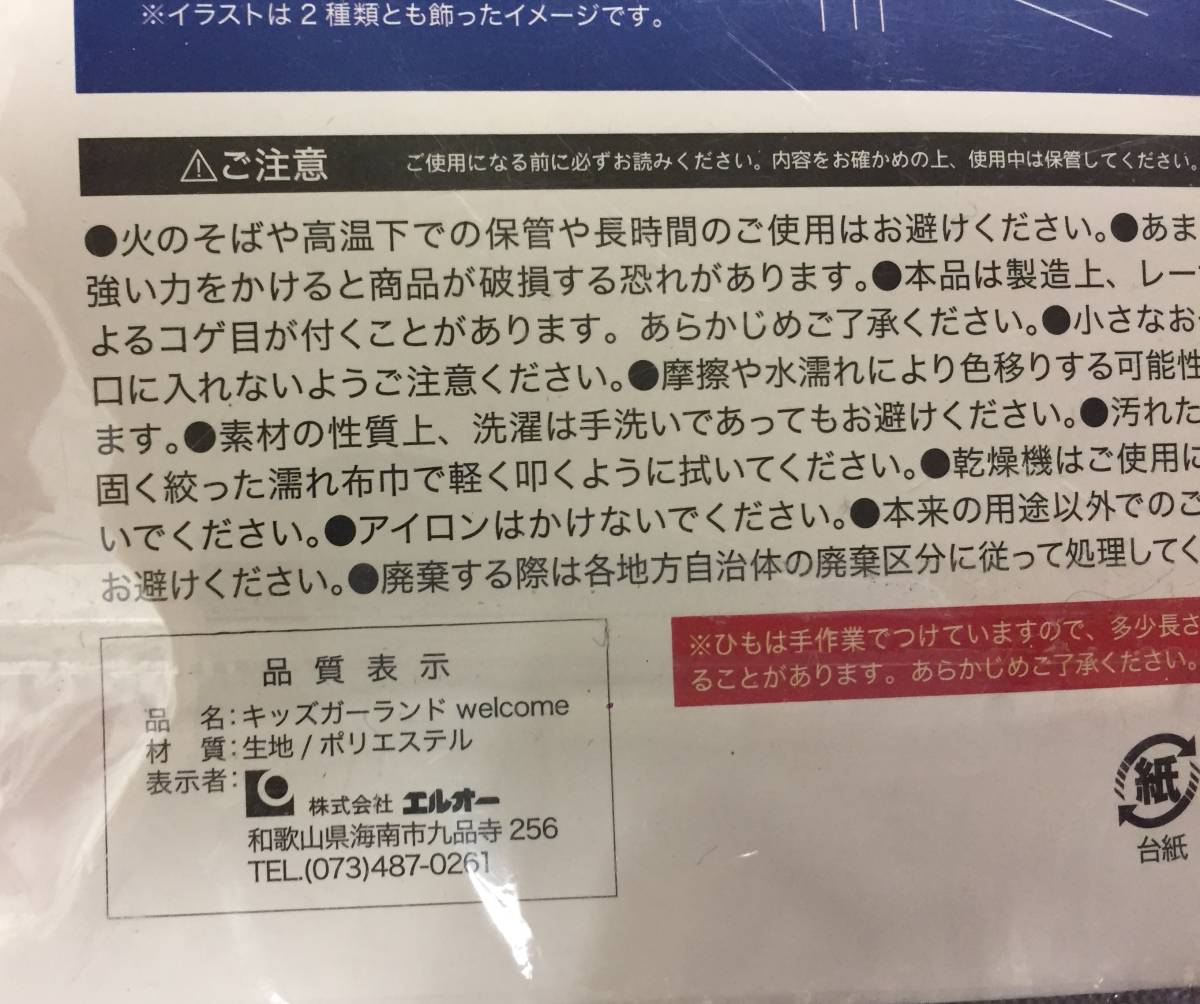 ※イラストは2種類とも飾ったイメージです。
⚠ご注意 ご使用になる前に必ずお読みください。内容をお確かめの上、使用中は保管してください。
●火のそばや高温下での保管や長時間のご使用はお避けください。●あま
強い力をかけると商品が破損する恐れがあります。●本品は製造上、レー
よるコゲ目が付くことがあります。あらかじめご了承ください。●小さなお
口に入れないようご注意ください。●摩擦や水濡れにより色移りする可能性
ます。●素材の性質上、洗濯は手洗いであってもお避けください。●汚れた
固く絞った濡れ布巾で軽く叩くように拭いてください。●乾燥機はご使用に
いでください。●アイロンはかけないでください。●本来の用途以外でのご
お避けください。●廃棄する際は各地方自治体の廃棄区分に従って処理してく
※ひもは手作業でつけていますので、多少長さ
ることがあります。あらかじめご了承ください。
品質表示
品 名:キッズガーランド welcome
材 質:生地/ポリエステル
表示者: 株式会社 エルオー
和歌山県海南市九品寺256
TEL.(073)487-0261
紙
台紙